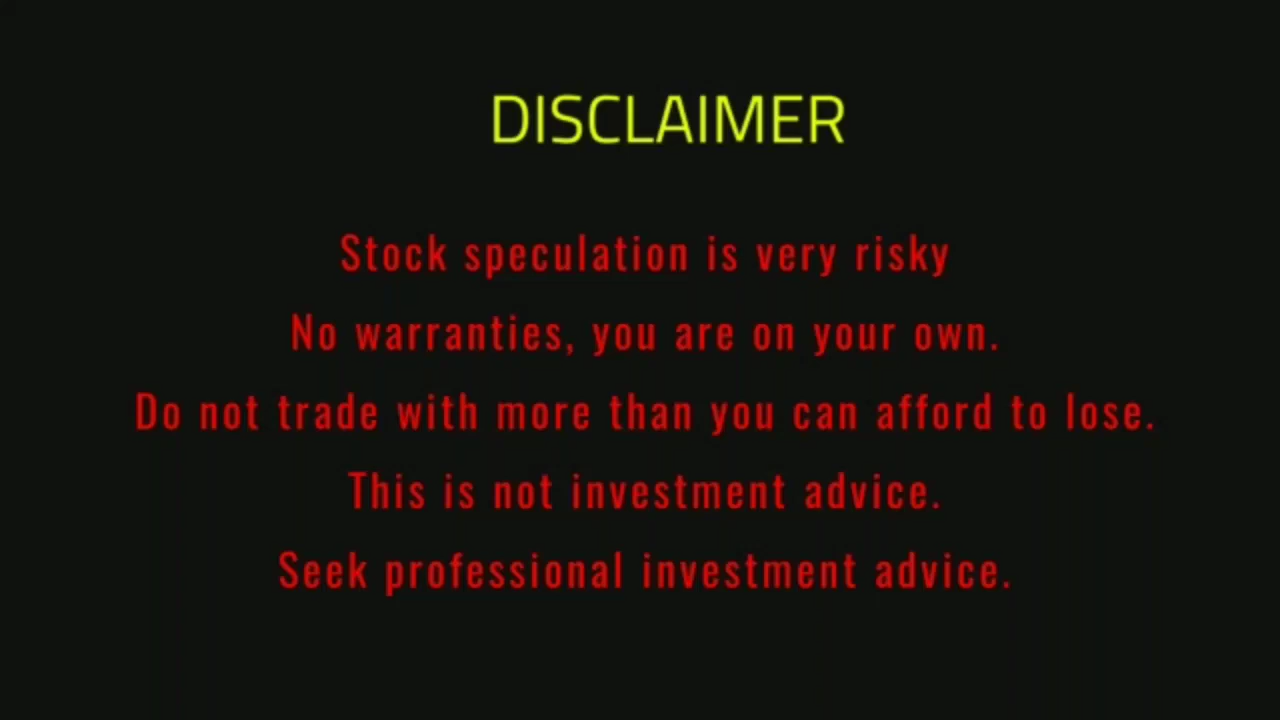 DISCLAIMER
Stock speculation is very risky
No warranties, you are on your own.
Do not trade with more than you can afford to lose.
This is not investment advice.
Seek professional investment advice.